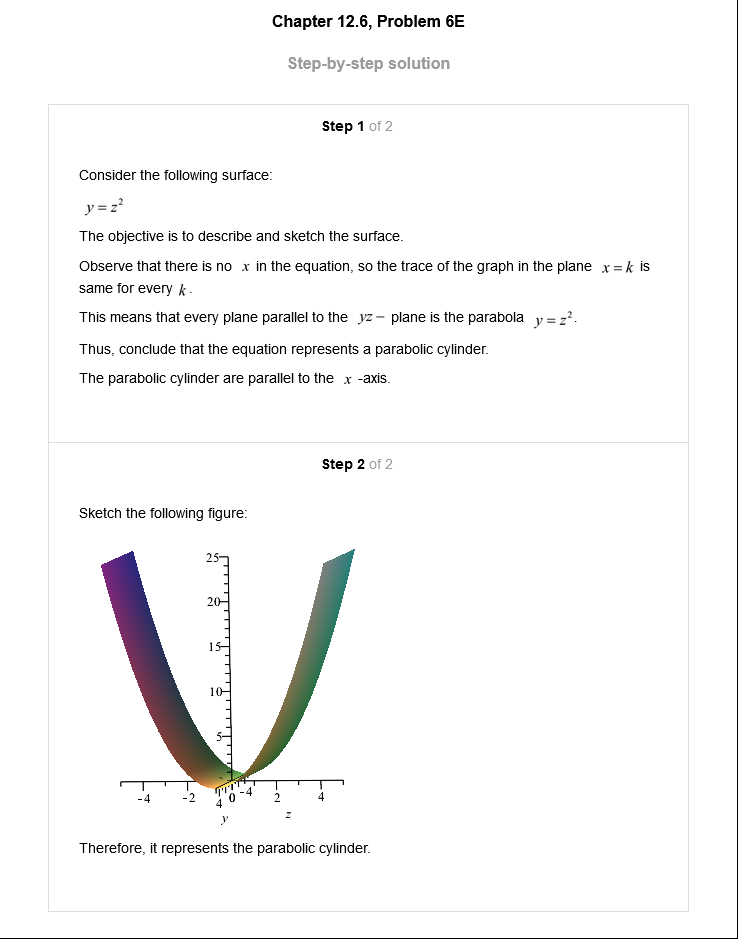 Chapter 12.6, Problem 6E
Step-by-step solution
Step 1 of 2
Consider the following surface:
y = z²
The objective is to describe and sketch the surface.
Observe that there is no x in the equation, so the trace of the graph in the plane x = k is
same for every k.
This means that every plane parallel to the yz – plane is the parabola y = z².
Thus, conclude that the equation represents a parabolic cylinder.
The parabolic cylinder are parallel to the x -axis.
Step 2 of 2
Sketch the following figure:
25
20
15
10
5
-4 -2 4 0 -4 2 4
y z
Therefore, it represents the parabolic cylinder.